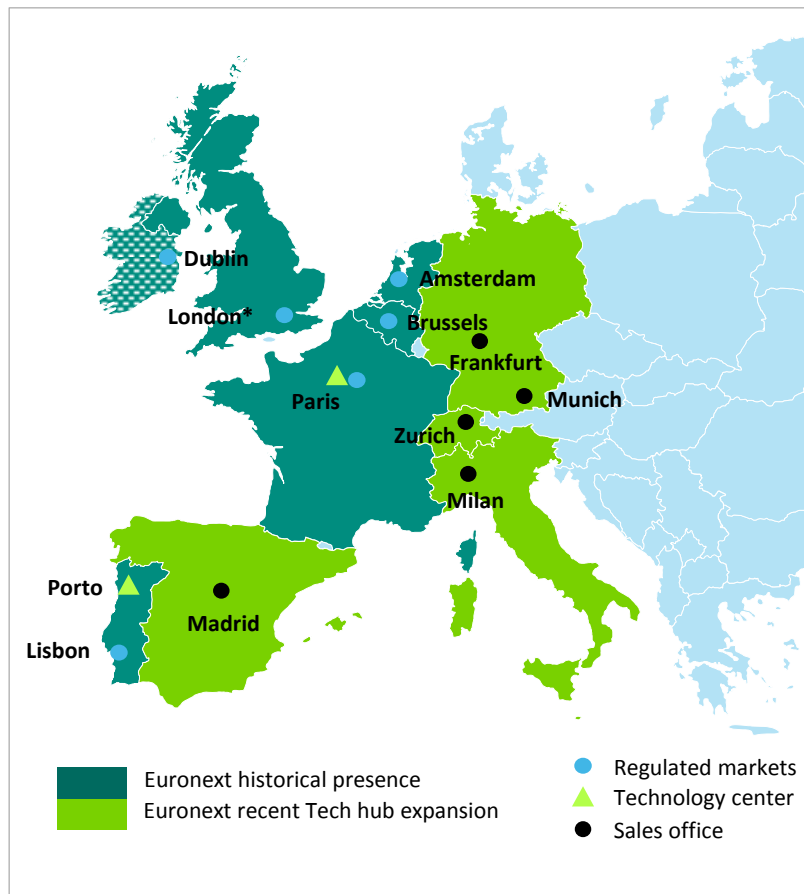 Dublin
Amsterdam
London*
Brussels
Frankfurt
Paris
Munich
Zurich
Milan
Porto
Madrid
Lisbon
Euronext historical presence
Euronext recent Tech hub expansion
Regulated markets
Technology center
Sales office